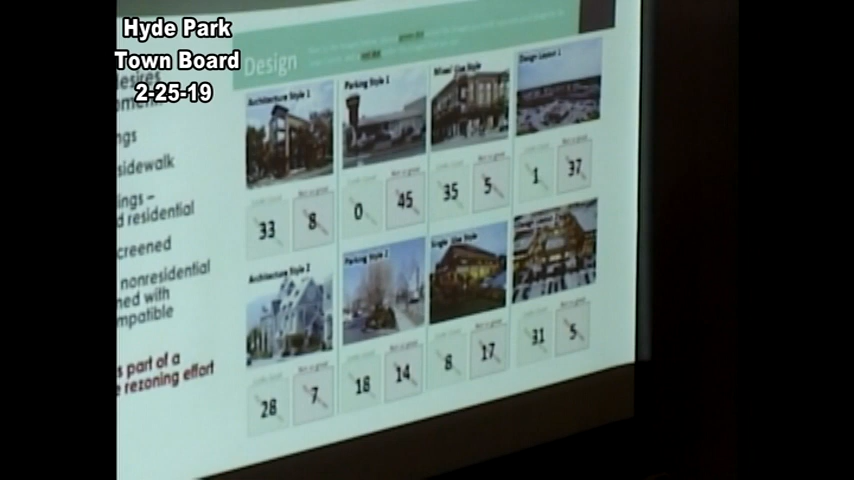 Hyde Park
Town Board
2-25-19
Design
Architecture Style 1
Parking Style 1
Mixed Use Style
Design Layout 1
33
8
0
45
35
5
1
37
Architecture Style 2
Parking Style 2
Single Use Style
28
7
18
14
8
17
31
5
desires
ngs
sidewalk
ings –
d residential
creened
nonresidential
ned with
mpatible
s part of a
e rezoning effort